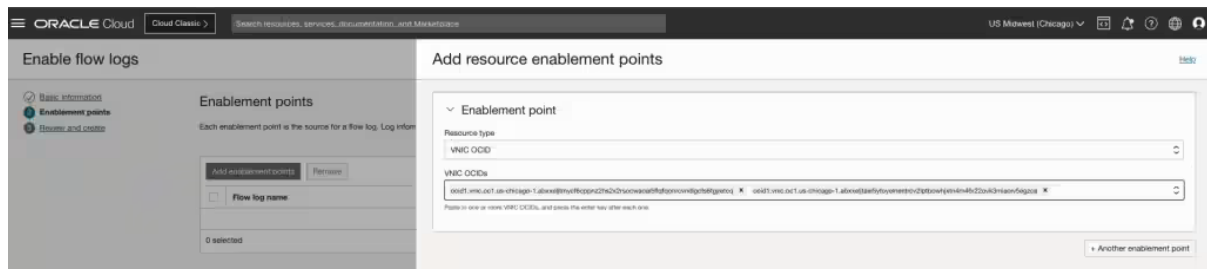 ORACLE Cloud
Cloud Classic >
Search resources, services, documentation, and Marketplace
US Midwest (Chicago)
Enable flow logs
Add resource enablement points
Help
Basic information
2 Enablement points
3 Review and create
Enablement points
Each enablement point is the source for a flow log. Log inform
Add enablement points
Remove
Flow log name
0 selected
Enablement point
Resource type
VNIC OCID
VNIC OCIDs
Paste in one or more VNIC OCIDs, and press the enter key after each one
+ Another enablement point